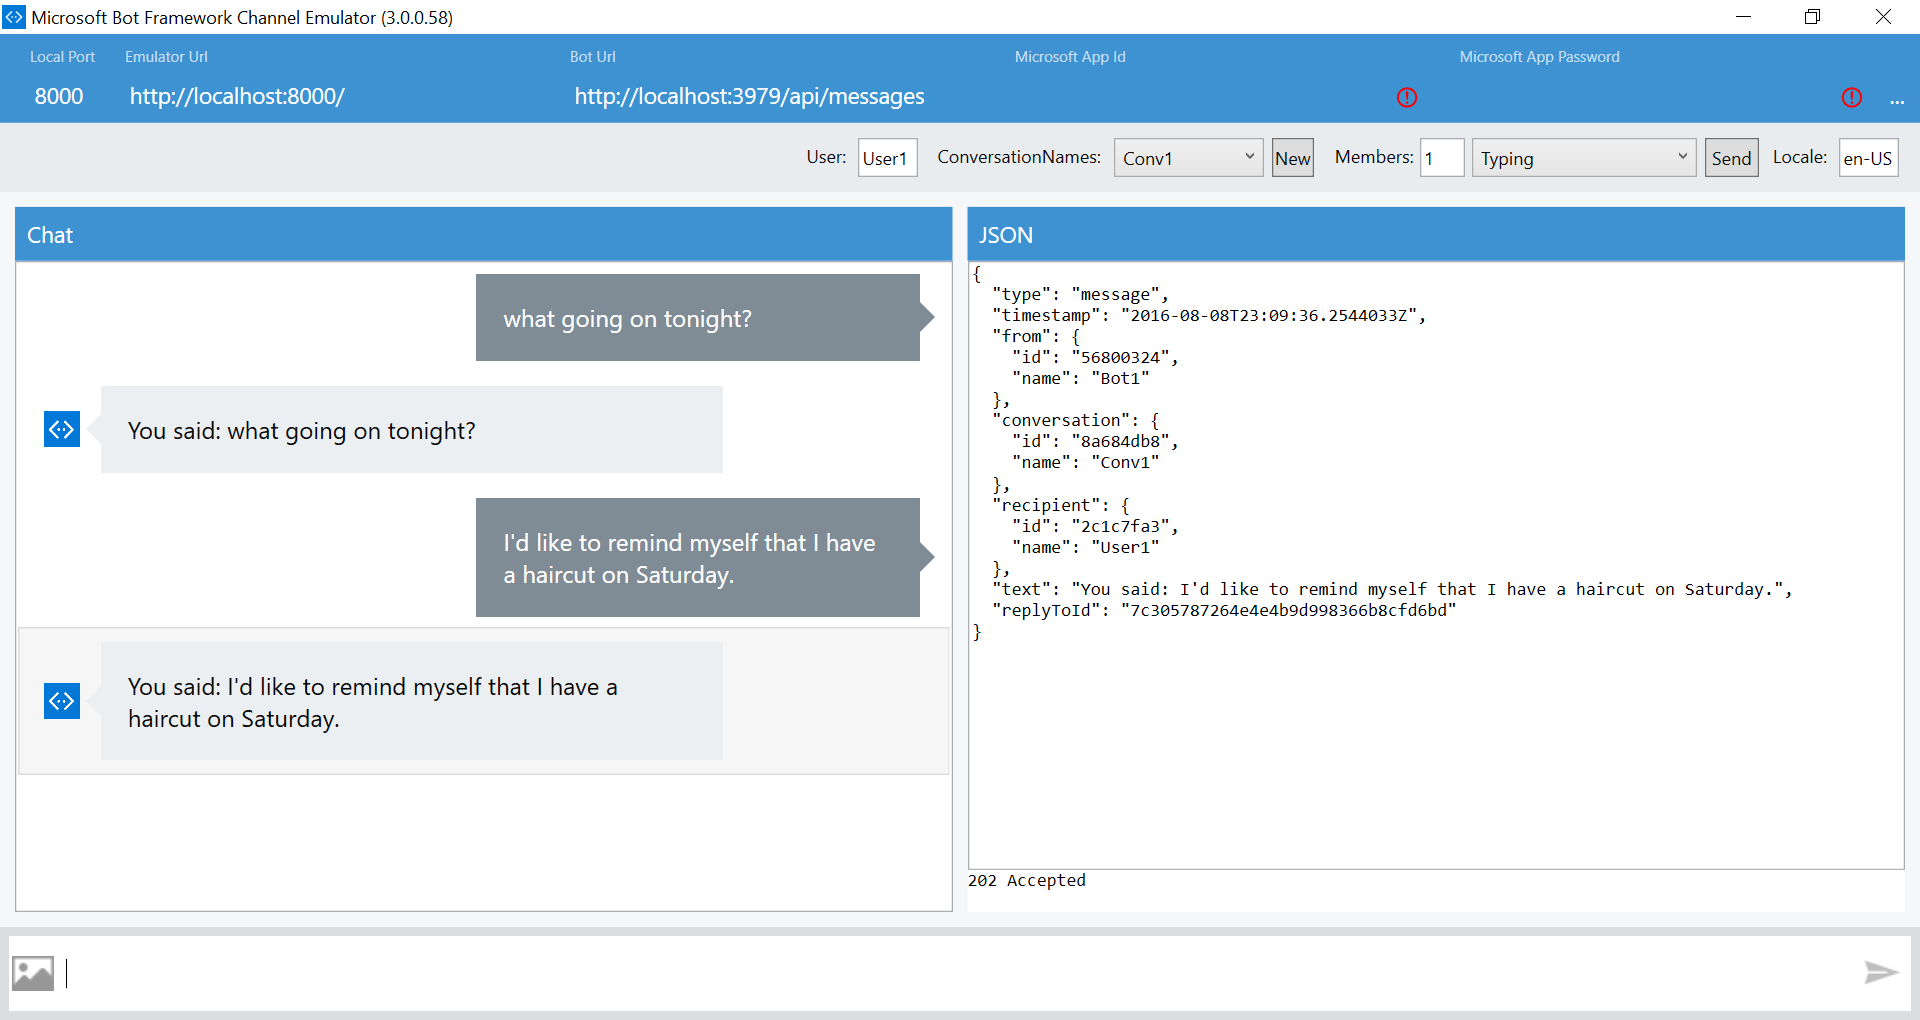 Microsoft Bot Framework Channel Emulator (3.0.0.58)
Local Port Emulator Url Bot Url Microsoft App Id Microsoft App Password
8000 http://localhost:8000/ http://localhost:3979/api/messages ...
User: User1 ConversationNames: Conv1 New Members: 1 Typing Send Locale: en-US
Chat
what going on tonight?
You said: what going on tonight?
I'd like to remind myself that I have
a haircut on Saturday.
You said: I'd like to remind myself that I have a
haircut on Saturday.
JSON
{
  "type": "message",
  "timestamp": "2016-08-08T23:09:36.2544033Z",
  "from": {
    "id": "56800324",
    "name": "Bot1"
  },
  "conversation": {
    "id": "8a684db8",
    "name": "Conv1"
  },
  "recipient": {
    "id": "2c1c7fa3",
    "name": "User1"
  },
  "text": "You said: I'd like to remind myself that I have a haircut on Saturday.",
  "replyToId": "7c305787264e4e4b9d998366b8cfd6bd"
}
202 Accepted